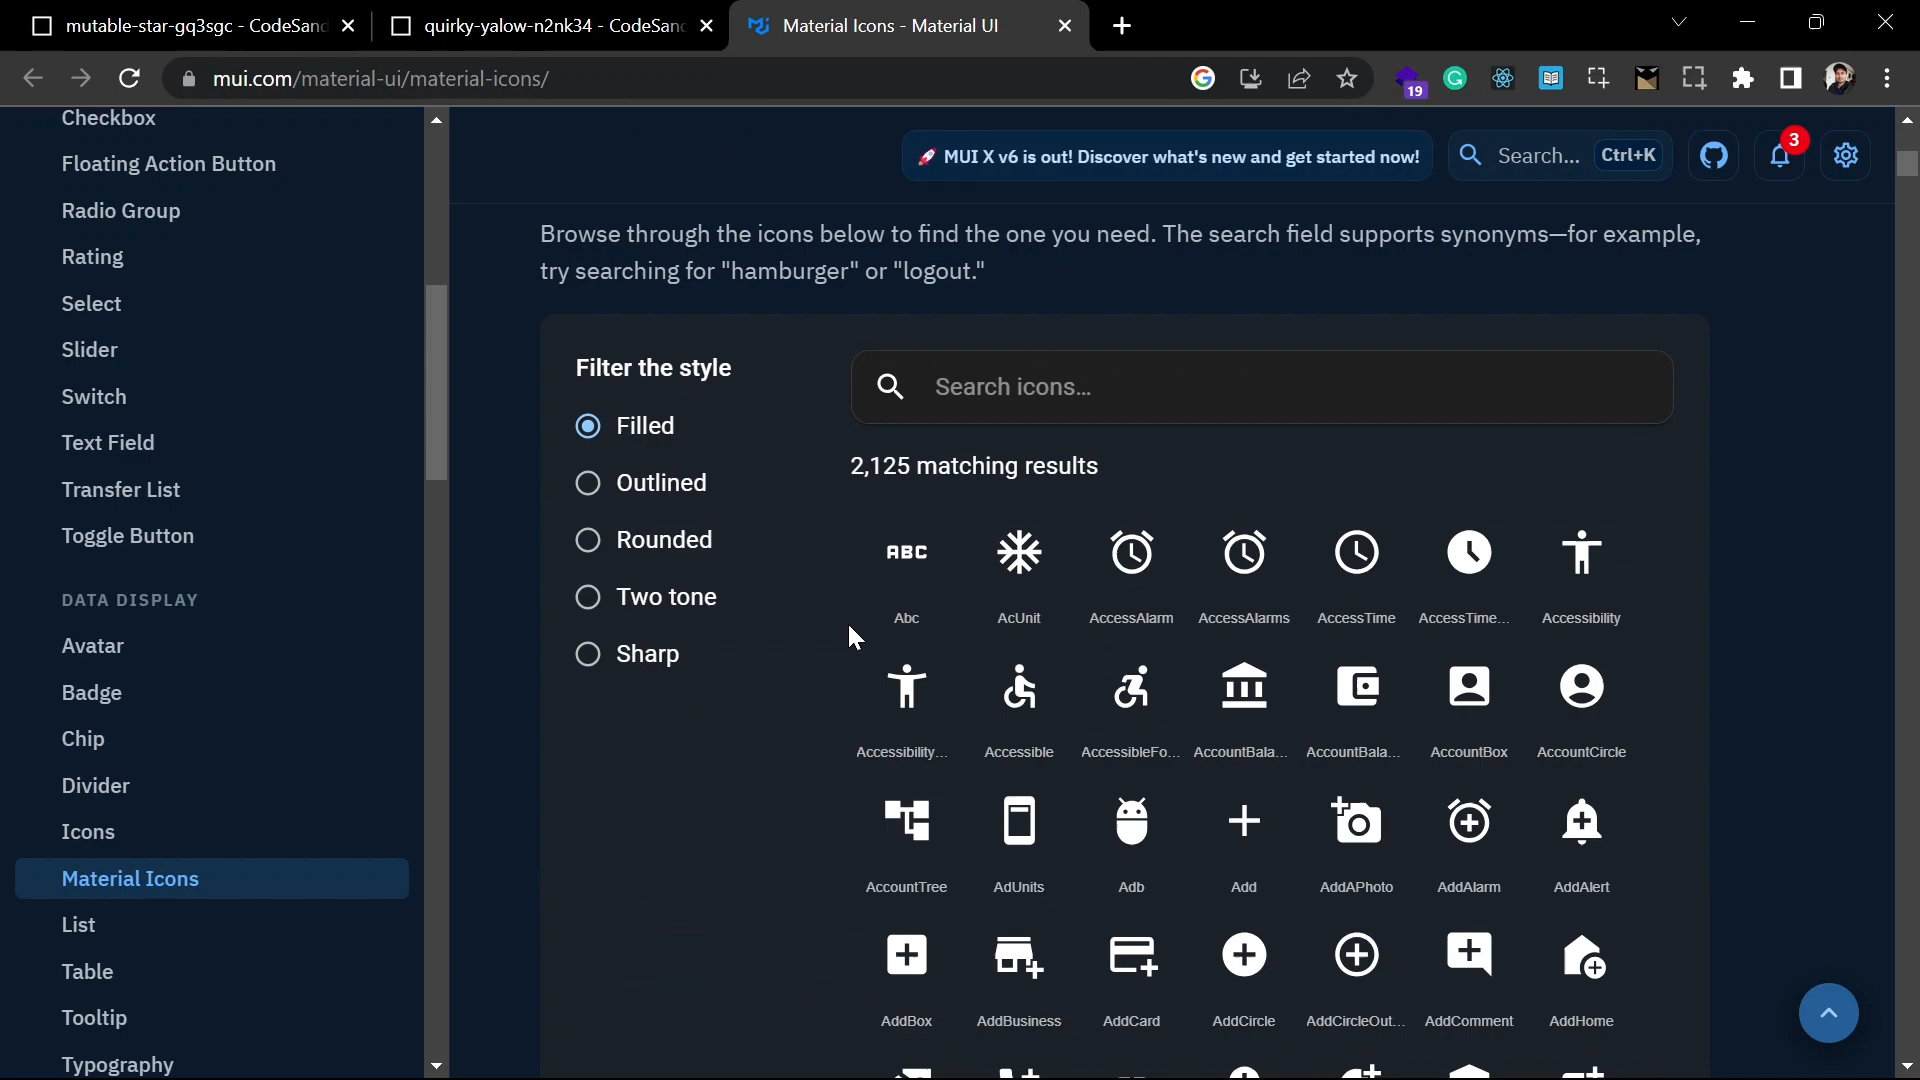 mutable-star-gq3sgc - CodeSand
quirky-yalow-n2nk34 - CodeSan
Material Icons - Material UI
mui.com/material-ui/material-icons/
19
Checkbox
Floating Action Button
Radio Group
Rating
Select
Slider
Switch
Text Field
Transfer List
Toggle Button
DATA DISPLAY
Avatar
Badge
Chip
Divider
Icons
Material Icons
List
Table
Tooltip
Typography
🚀 MUI X v6 is out! Discover what's new and get started now!
Search... Ctrl+K
3
Browse through the icons below to find the one you need. The search field supports synonyms—for example,
try searching for "hamburger" or "logout."
Filter the style
Filled
Outlined
Rounded
Two tone
Sharp
Search icons...
2,125 matching results
ABC
Abc AcUnit AccessAlarm AccessAlarms AccessTime AccessTime... Accessibility
Accessibility... Accessible AccessibleFo... AccountBala... AccountBala... AccountBox AccountCircle
AccountTree AdUnits Adb Add AddAPhoto AddAlarm AddAlert
AddBox AddBusiness AddCard AddCircle AddCircleOut... AddComment AddHome